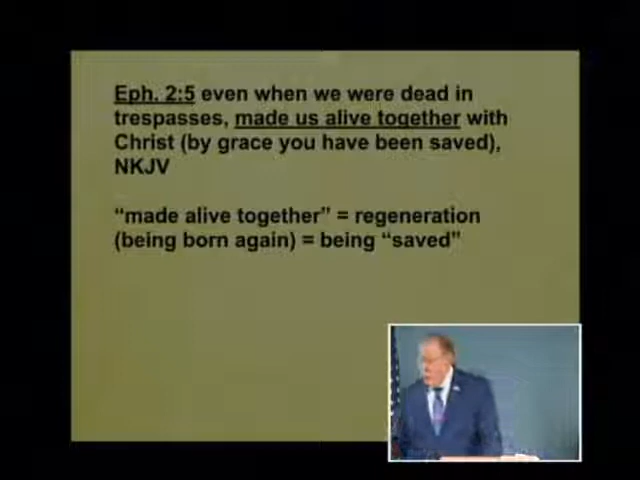 Eph. 2:5 even when we were dead in
trespasses, made us alive together with
Christ (by grace you have been saved),
NKJV
“made alive together” = regeneration
(being born again) = being “saved”